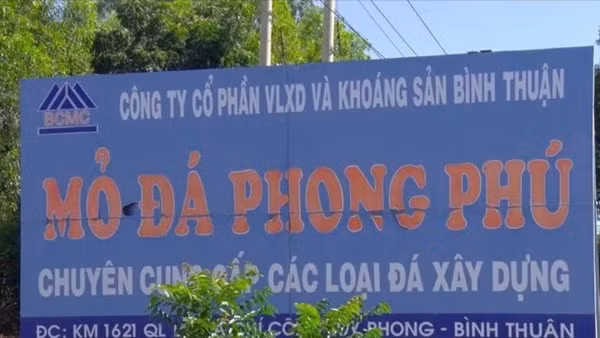 BCMC
CÔNG TY CỔ PHẦN VLXD VÀ KHOÁNG SẢN BÌNH THUẬN
MỎ ĐÁ PHONG PHÚ
CHUYÊN CUNG CẤP CÁC LOẠI ĐÁ XÂY DỰNG
ĐC: KM 1621 QL PHONG - BÌNH THUẬN